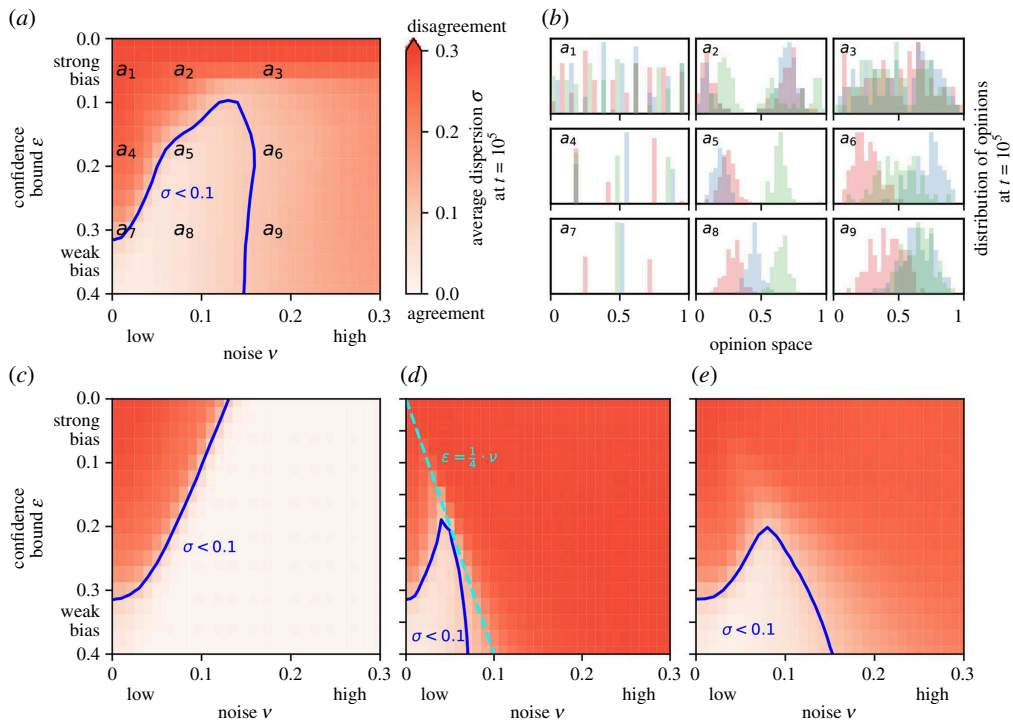 (a)
disagreement
0.0
strong
bias
0.1
0.2
0.3
weak
bias
0.4
confidence
bound ε
a1 a2 a3
a4 a5 a6
σ < 0.1
a7 a8 a9
0 0.1 0.2 0.3
low high
noise ν
0.3
0.2
0.1
0.0
agreement
average dispersion σ
at t = 10⁵
(b)
a1 a2 a3
a4 a5 a6
a7 a8 a9
0 0.5 1 0 0.5 1 0 0.5 1
opinion space
distribution of opinions
at t = 10⁵
(c)
0.0
strong
bias
0.1
0.2
0.3
weak
bias
0.4
confidence
bound ε
σ < 0.1
0 0.1 0.2 0.3
low high
noise ν
(d)
ε = 1/4 · ν
σ < 0.1
0 0.1 0.2 0.3
low high
noise ν
(e)
σ < 0.1
0 0.1 0.2 0.3
low high
noise ν